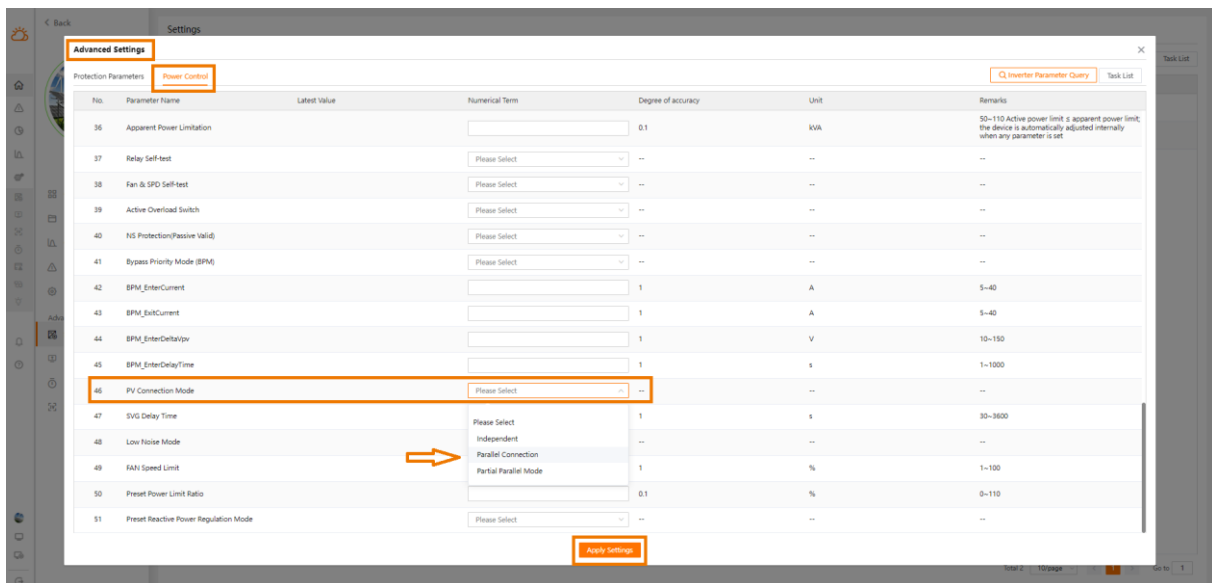 < Back
Settings
Task List
Advanced Settings
Protection Parameters Power Control Inverter Parameter Query Task List
No. Parameter Name Latest Value Numerical Term Degree of accuracy Unit Remarks
36 Apparent Power Limitation 0.1 kVA 50~110 Active power limit ≤ apparent power limit;
the device is automatically adjusted internally
when any parameter is set
37 Relay Self-test Please Select -- -- --
38 Fan & SPD Self-test Please Select -- -- --
39 Active Overload Switch Please Select -- -- --
40 NS Protection(Passive Valid) Please Select -- -- --
41 Bypass Priority Mode (BPM) Please Select -- -- --
42 BPM_EnterCurrent 1 A 5~40
43 BPM_ExitCurrent 1 A 5~40
44 BPM_EnterDeltaVpv 1 V 10~150
45 BPM_EnterDelayTime 1 s 1~1000
46 PV Connection Mode Please Select -- -- --
47 SVG Delay Time 1 s 30~3600
Please Select
48 Low Noise Mode -- -- --
Independent
Parallel Connection
49 FAN Speed Limit 1 % 1~100
Partial Parallel Mode
50 Preset Power Limit Ratio 0.1 % 0~110
51 Preset Reactive Power Regulation Mode Please Select -- -- --
Apply Settings
Adva
Total 2 10/page 1 Go to 1